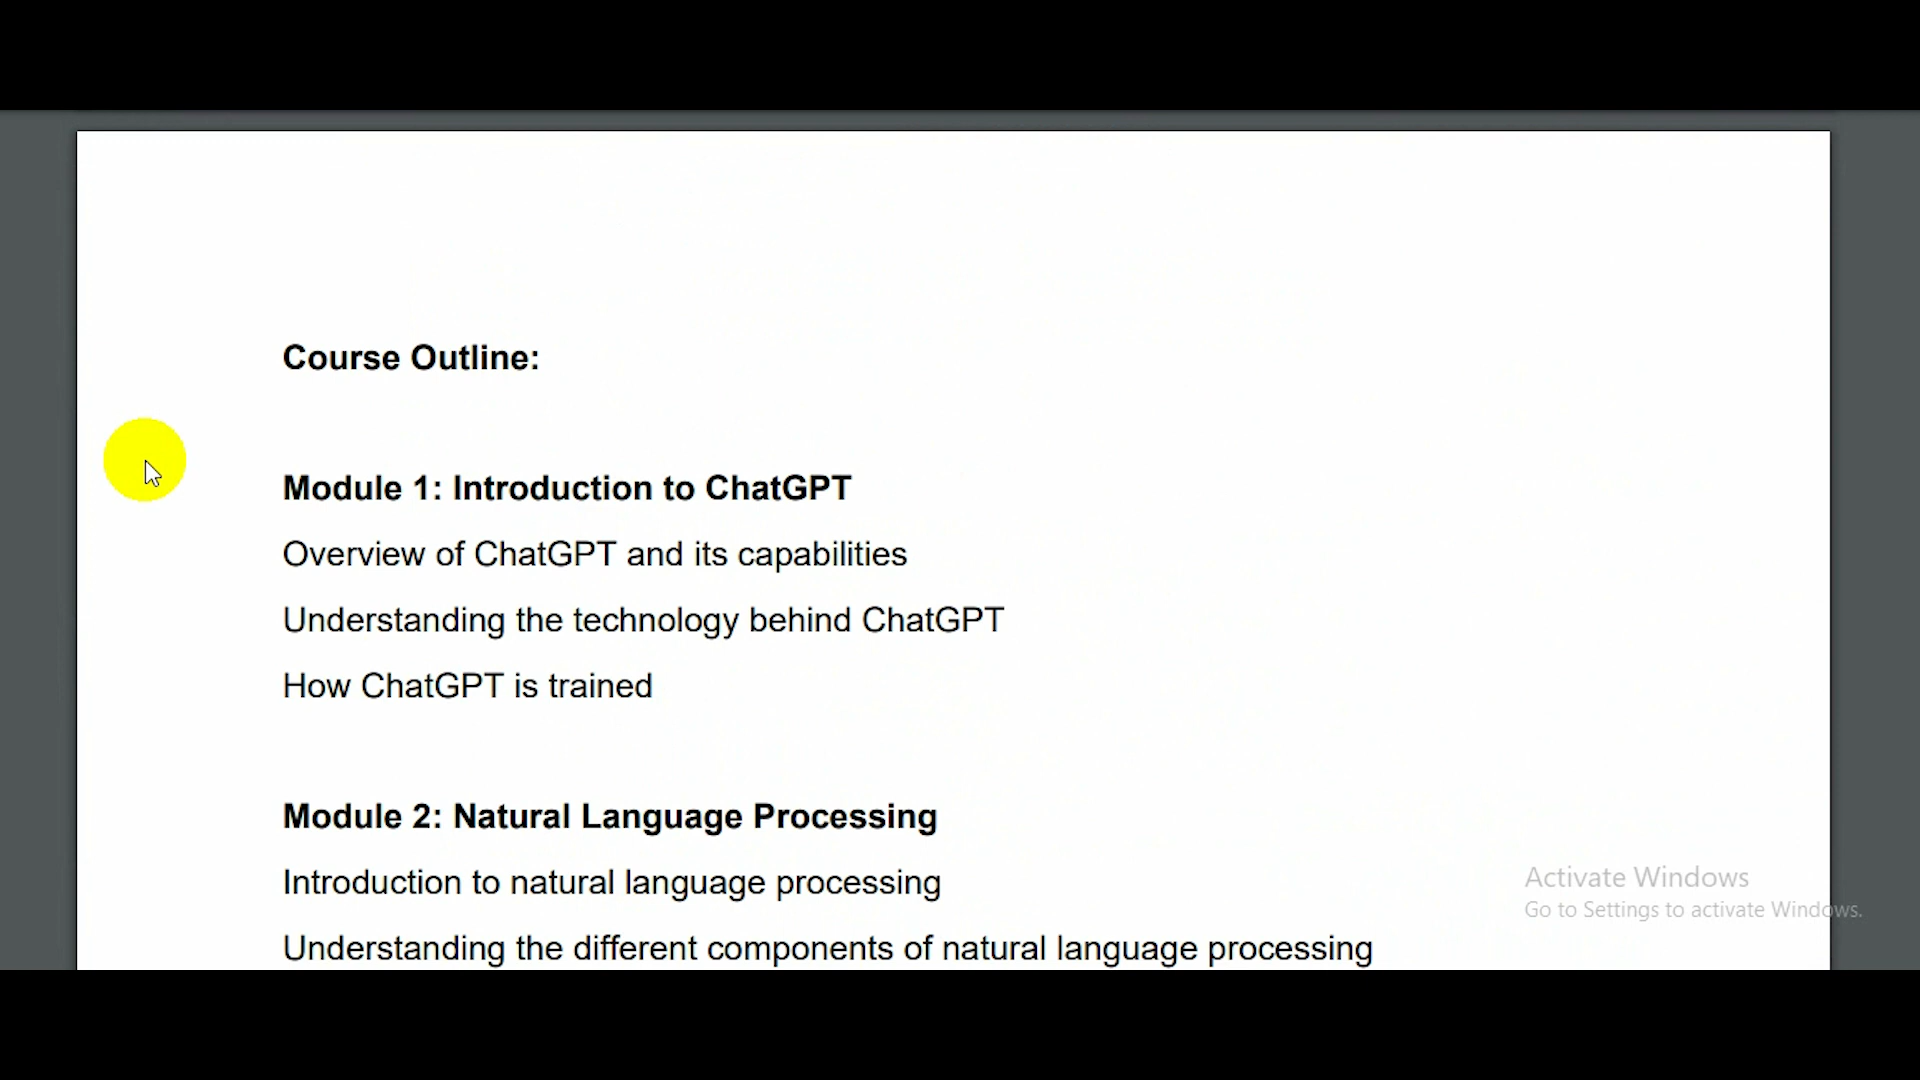 Course Outline:
Module 1: Introduction to ChatGPT
Overview of ChatGPT and its capabilities
Understanding the technology behind ChatGPT
How ChatGPT is trained
Module 2: Natural Language Processing
Introduction to natural language processing
Understanding the different components of natural language processing
Activate Windows
Go to Settings to activate Windows.